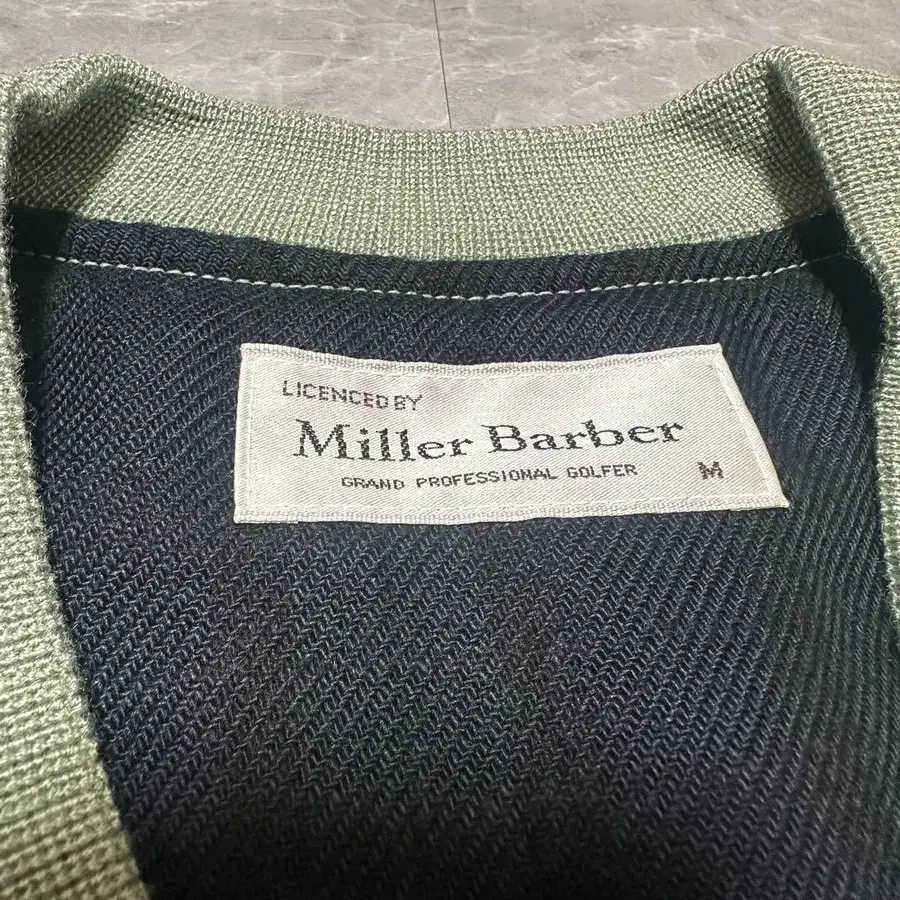 LICENCED BY
Miller Barber
GRAND PROFESSIONAL GOLFER
M